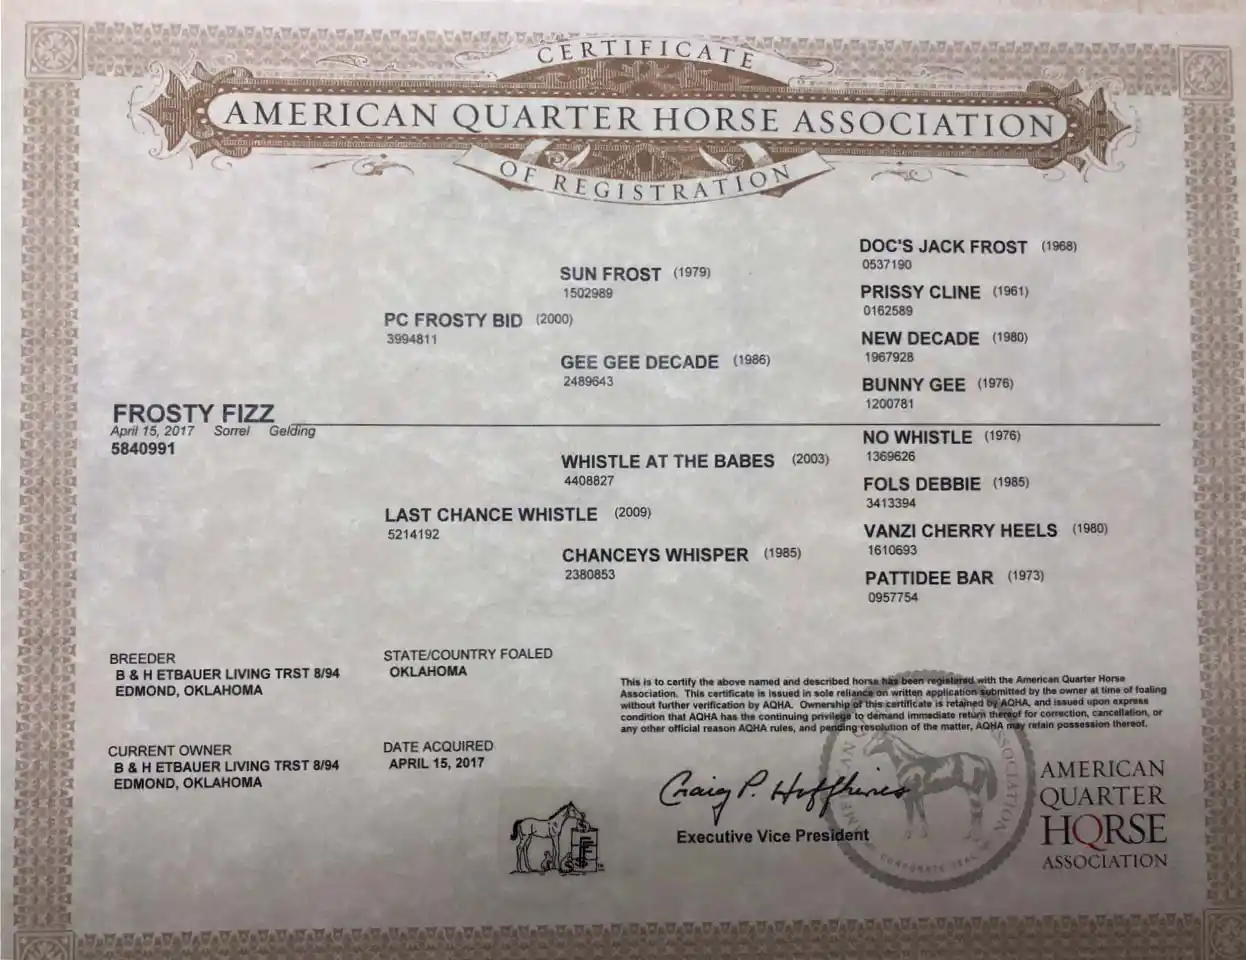 CERTIFICATE
AMERICAN QUARTER HORSE ASSOCIATION
OF REGISTRATION
DOC'S JACK FROST (1968)
0537190
SUN FROST (1979)
1502989
PRISSY CLINE (1961)
0162589
PC FROSTY BID (2000)
3994811
NEW DECADE (1980)
1967928
GEE GEE DECADE (1986)
2489643
BUNNY GEE (1976)
1200781
FROSTY FIZZ
April 15, 2017 Sorrel Gelding
5840991
NO WHISTLE (1976)
1369626
WHISTLE AT THE BABES (2003)
4408827
FOLS DEBBIE (1985)
3413394
LAST CHANCE WHISTLE (2009)
5214192
VANZI CHERRY HEELS (1980)
1610693
CHANCEYS WHISPER (1985)
2380853
PATTIDEE BAR (1973)
0957754
BREEDER
B & H ETBAUER LIVING TRST 8/94
EDMOND, OKLAHOMA
STATE/COUNTRY FOALED
OKLAHOMA
CURRENT OWNER
B & H ETBAUER LIVING TRST 8/94
EDMOND, OKLAHOMA
DATE ACQUIRED
APRIL 15, 2017
This is to certify the above named and described horse has been registered with the American Quarter Horse
Association. This certificate is issued in sole reliance on written application submitted by the owner at time of foaling
without further verification by AQHA. Ownership of this certificate is retained by AQHA, and issued upon express
condition that AQHA has the continuing privilege to demand immediate return thereof for correction, cancellation, or
any other official reason AQHA rules, and pending resolution of the matter, AQHA may retain possession thereof.
Craig P. Huffhines
Executive Vice President
CORPORATE SEAL
AMERICAN
QUARTER
HORSE
ASSOCIATION